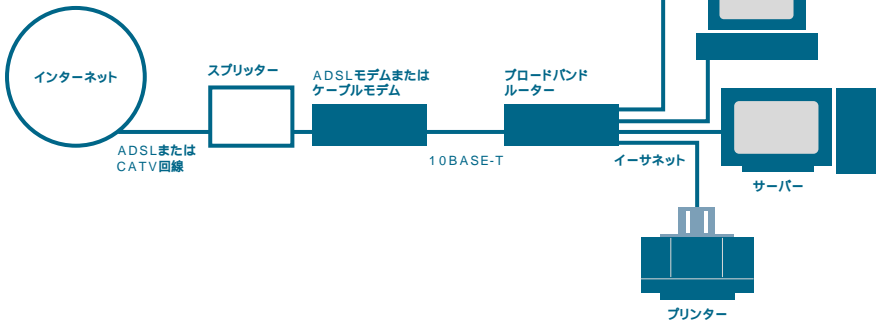 インターネット
スプリッター
ADSLモデムまたは
ケーブルモデム
ブロードバンド
ルーター
ADSLまたは
CATV回線
10BASE-T
イーサネット
サーバー
プリンター